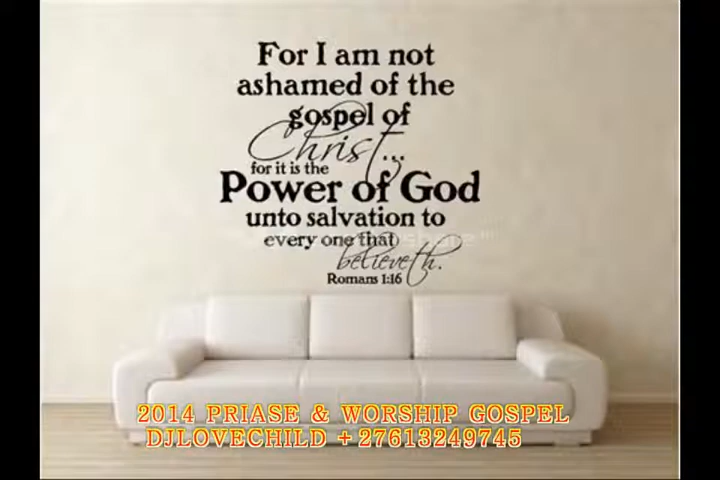 For I am not
ashamed of the
gospel of
Christ...
for it is the
Power of God
unto salvation to
every one that
believeth.
Romans 1:16
2014 PRIASE & WORSHIP GOSPEL
DJLOVECHILD +27613249745